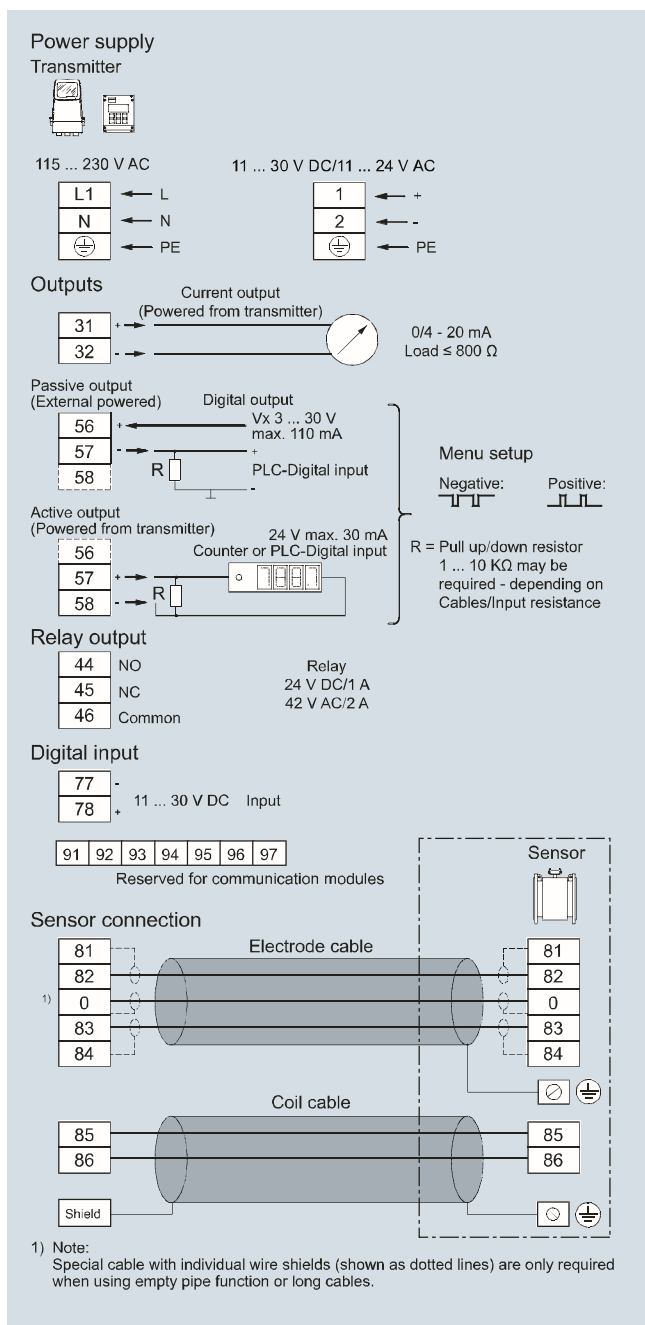 Power supply
Transmitter
115 ... 230 V AC
L1 L
N N
PE
11 ... 30 V DC/11 ... 24 V AC
1 +
2 -
PE
Outputs
Current output
(Powered from transmitter)
31 +
32 -
0/4 - 20 mA
Load ≤ 800 Ω
Passive output
(External powered)
Digital output
56 +
57 -
58
Vx 3 ... 30 V
max. 110 mA
+
R
PLC-Digital input
-
Active output
(Powered from transmitter)
24 V max. 30 mA
Counter or PLC-Digital input
56
57 +
58 -
R
Menu setup
Negative: Positive:
R = Pull up/down resistor
1 ... 10 KΩ may be
required - depending on
Cables/Input resistance
Relay output
44 NO
45 NC
46 Common
Relay
24 V DC/1 A
42 V AC/2 A
Digital input
77 -
78 +
11 ... 30 V DC Input
91 92 93 94 95 96 97
Reserved for communication modules
Sensor
Sensor connection
Electrode cable
81 81
82 82
1) 0 0
83 83
84 84
Coil cable
85 85
86 86
Shield
1) Note:
Special cable with individual wire shields (shown as dotted lines) are only required
when using empty pipe function or long cables.